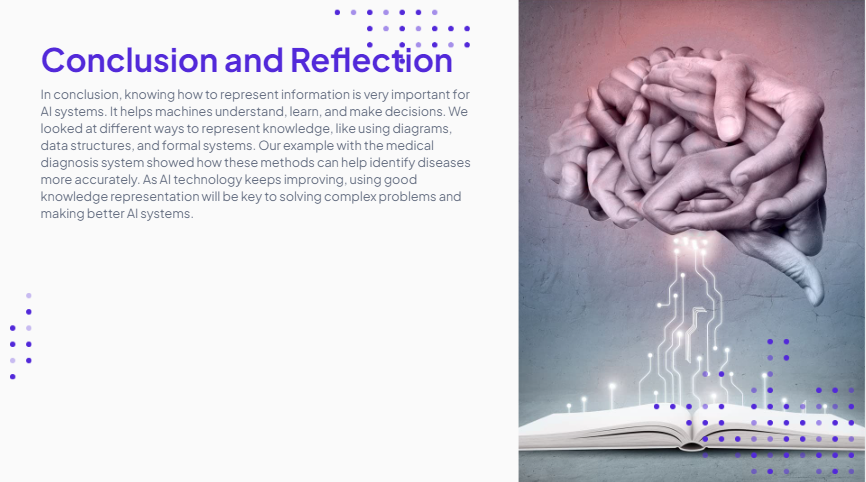 Conclusion and Reflection
In conclusion, knowing how to represent information is very important for
AI systems. It helps machines understand, learn, and make decisions. We
looked at different ways to represent knowledge, like using diagrams,
data structures, and formal systems. Our example with the medical
diagnosis system showed how these methods can help identify diseases
more accurately. As AI technology keeps improving, using good
knowledge representation will be key to solving complex problems and
making better AI systems.